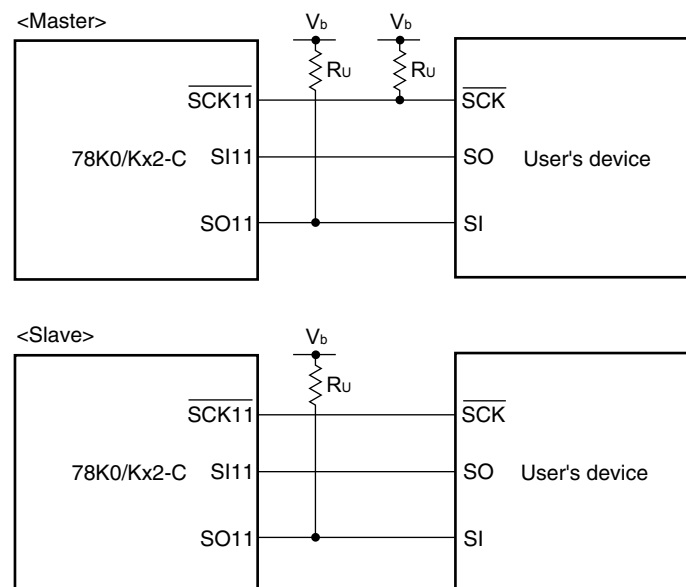 <Master>
Vb Vb
RU RU
SCK11 SCK
78K0/Kx2-C SI11 SO User's device
SO11 SI
<Slave>
Vb
RU
SCK11 SCK
78K0/Kx2-C SI11 SO User's device
SO11 SI